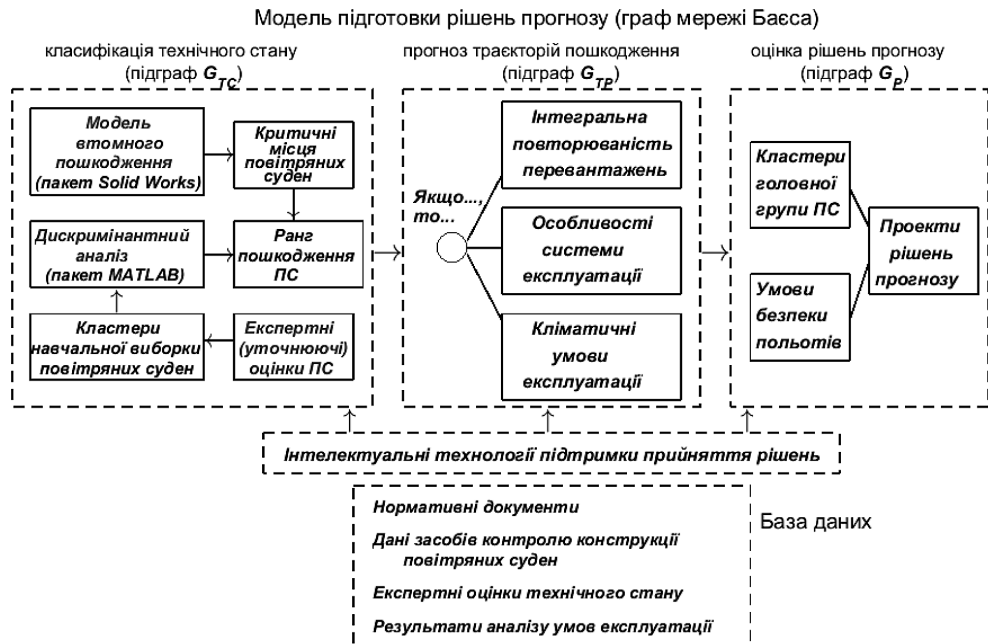 Модель підготовки рішень прогнозу (граф мережі Баєса)
класифікація технічного стану
(підграф G_TC)
прогноз траєкторій пошкодження
(підграф G_TP)
оцінка рішень прогнозу
(підграф G_P)
Модель
втомного
пошкодження
(пакет Solid Works)
Критичні
місця
повітряних
суден
Дискримінантний
аналіз
(пакет MATLAB)
Ранг
пошкодження
ПС
Кластери
навчальної виборки
повітряних суден
Експертні
(уточнюючі)
оцінки ПС
Якщо...,
то...
Інтегральна
повторюваність
перевантажень
Особливості
системи
експлуатації
Кліматичні
умови
експлуатації
Кластери
головної
групи ПС
Умови
безпеки
польотів
Проекти
рішень
прогнозу
Інтелектуальні технології підтримки прийняття рішень
Нормативні документи
Дані засобів контролю конструкції
повітряних суден
Експертні оцінки технічного стану
Результати аналізу умов експлуатації
База даних